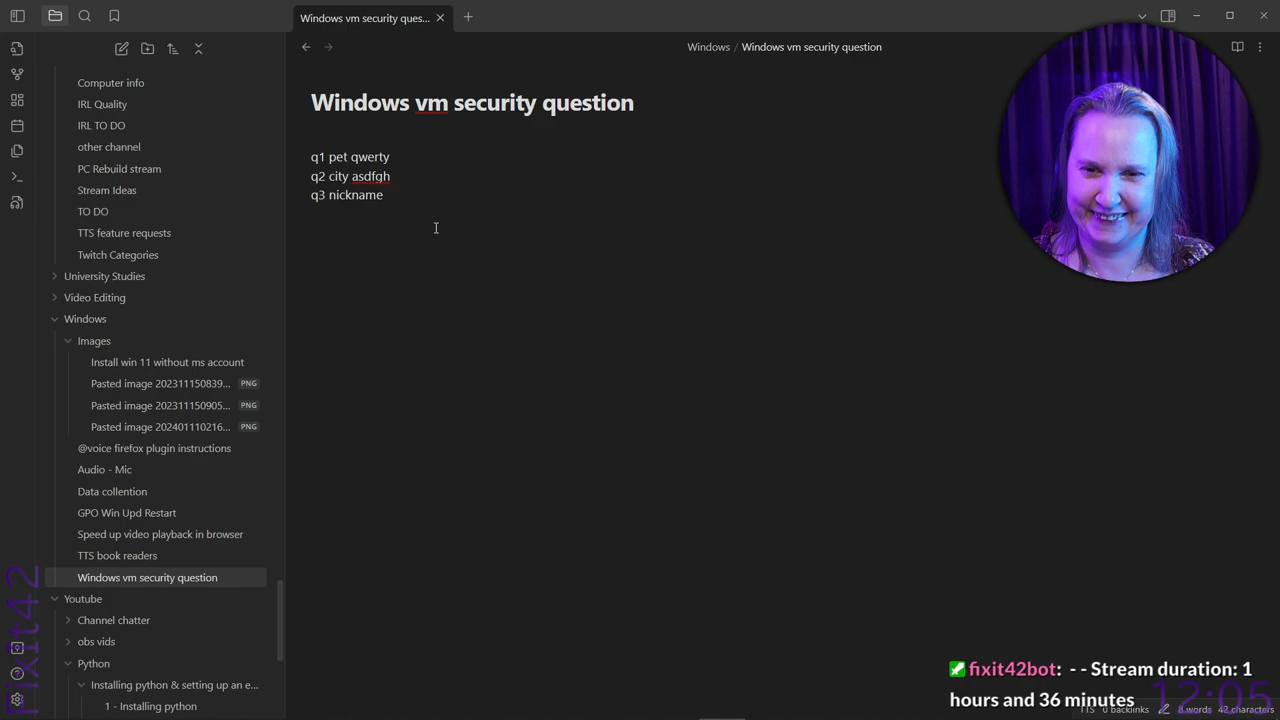 Windows vm security ques...
Windows / Windows vm security question
Computer info
IRL Quality
IRL TO DO
other channel
PC Rebuild stream
Stream Ideas
TO DO
TTS feature requests
Twitch Categories
University Studies
Video Editing
Windows
Images
Install win 11 without ms account
Pasted image 202311150839... PNG
Pasted image 202311150905... PNG
Pasted image 202401110216... PNG
@voice firefox plugin instructions
Audio - Mic
Data collention
GPO Win Upd Restart
Speed up video playback in browser
TTS book readers
Windows vm security question
Youtube
Channel chatter
obs vids
Python
Installing python & setting up an e...
1 - Installing python
Windows vm security question
q1 pet qwerty
q2 city asdfgh
q3 nickname
Fixit42
fixit42bot: - - Stream duration: 1
hours and 36 minutes
12:05
TTS 0 backlinks 8 words 42 characters